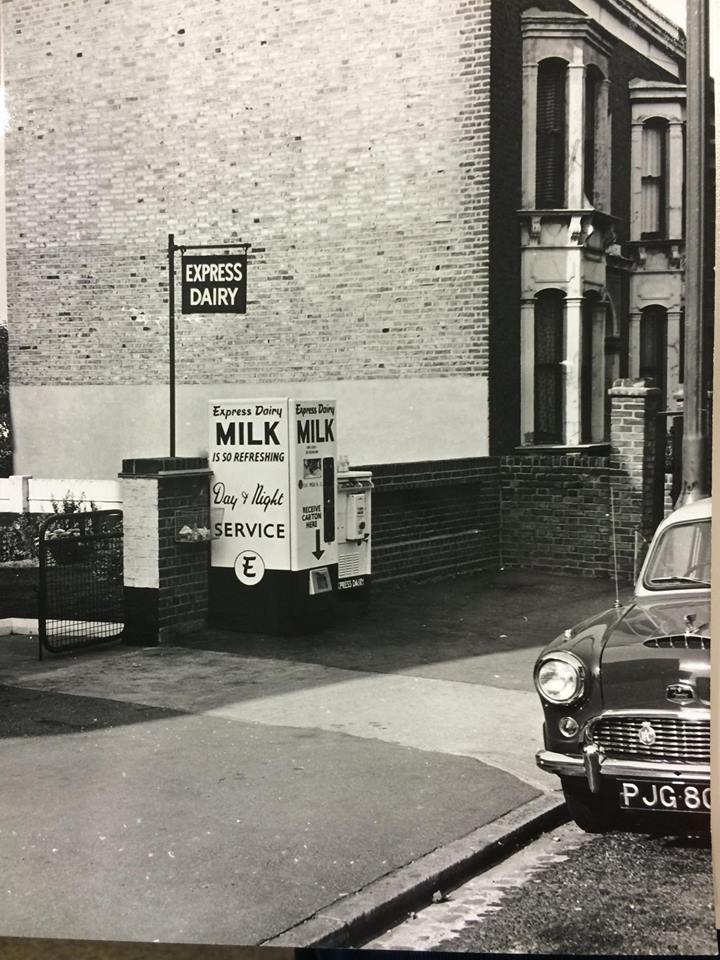 EXPRESS
DAIRY
Express Dairy
MILK
IS SO REFRESHING
Day & Night
SERVICE
E
Express Dairy
MILK
RECEIVE
CARTON
HERE
EXPRESS DAIRY
PJG 80